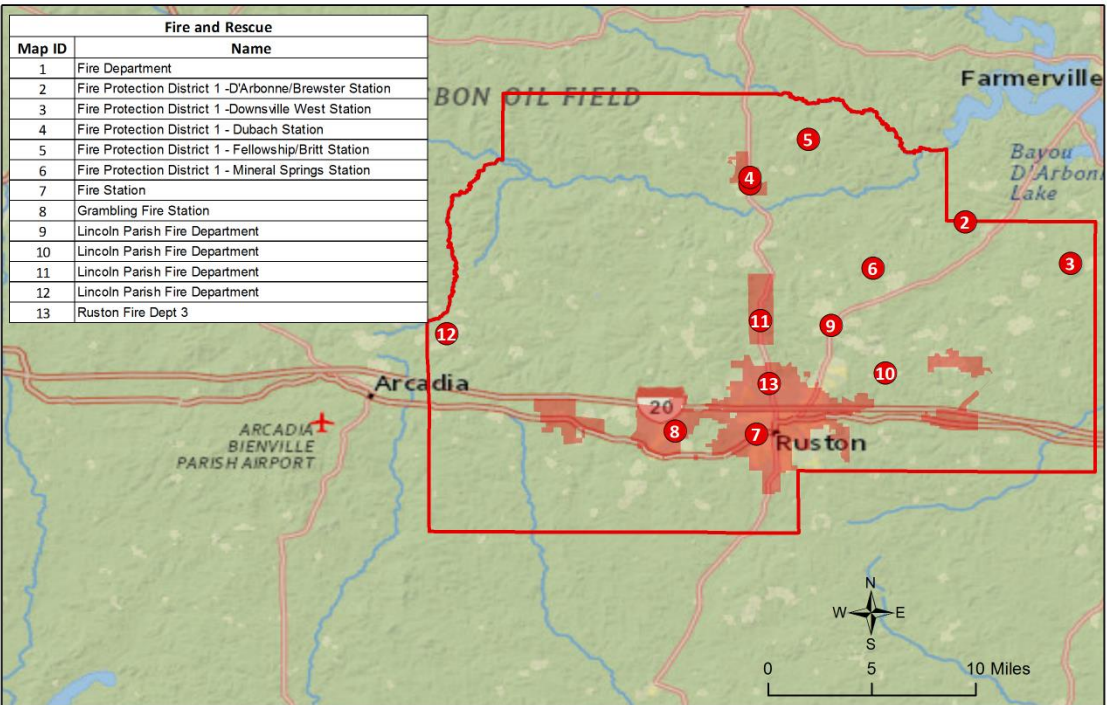 Fire and Rescue
Map ID Name
1 Fire Department
2 Fire Protection District 1 -D'Arbonne/Brewster Station
3 Fire Protection District 1 -Downsville West Station
4 Fire Protection District 1 - Dubach Station
5 Fire Protection District 1 - Fellowship/Britt Station
6 Fire Protection District 1 - Mineral Springs Station
7 Fire Station
8 Grambling Fire Station
9 Lincoln Parish Fire Department
10 Lincoln Parish Fire Department
11 Lincoln Parish Fire Department
12 Lincoln Parish Fire Department
13 Ruston Fire Dept 3
Farmerville
BON OIL FIELD
5
Bayou
D'Arbon
Lake
4
2
3
6
11
9
12
10
13
Arcadia
20
ARCADIA
BIENVILLE
PARISH AIRPORT
8
7
Ruston
N
W E
S
0 5 10 Miles